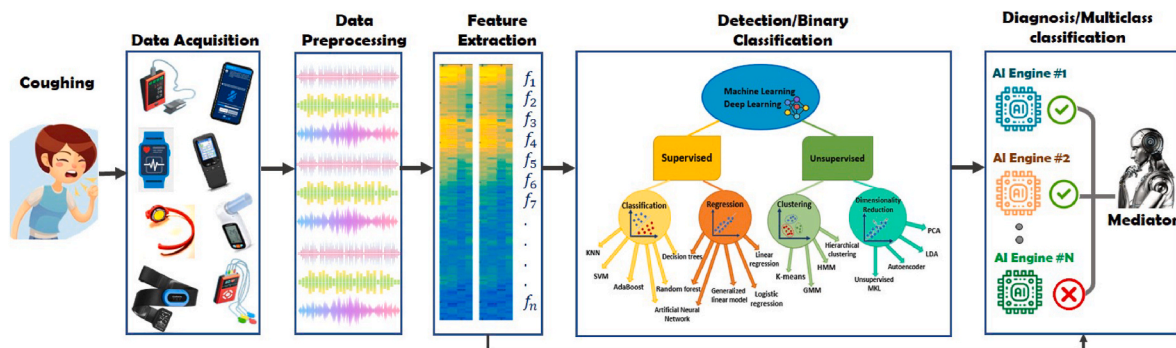 Coughing
Data Acquisition
Data
Preprocessing
Feature
Extraction
f1
f2
f3
f4
f5
f6
f7
.
.
.
.
fn
Detection/Binary
Classification
Machine Learning
Deep Learning
Supervised
Unsupervised
Classification
Regression
Clustering
Dimensionality
Reduction
KNN
SVM
AdaBoost
Decision trees
Random forest
Artificial Neural
Network
Linear
regression
Generalized
linear model
Logistic
regression
K-means
GMM
HMM
Hierarchical
clustering
Unsupervised
MKL
Autoencoder
LDA
PCA
Diagnosis/Multiclass
classification
AI Engine #1
AI
AI Engine #2
AI
AI Engine #N
AI
Mediator